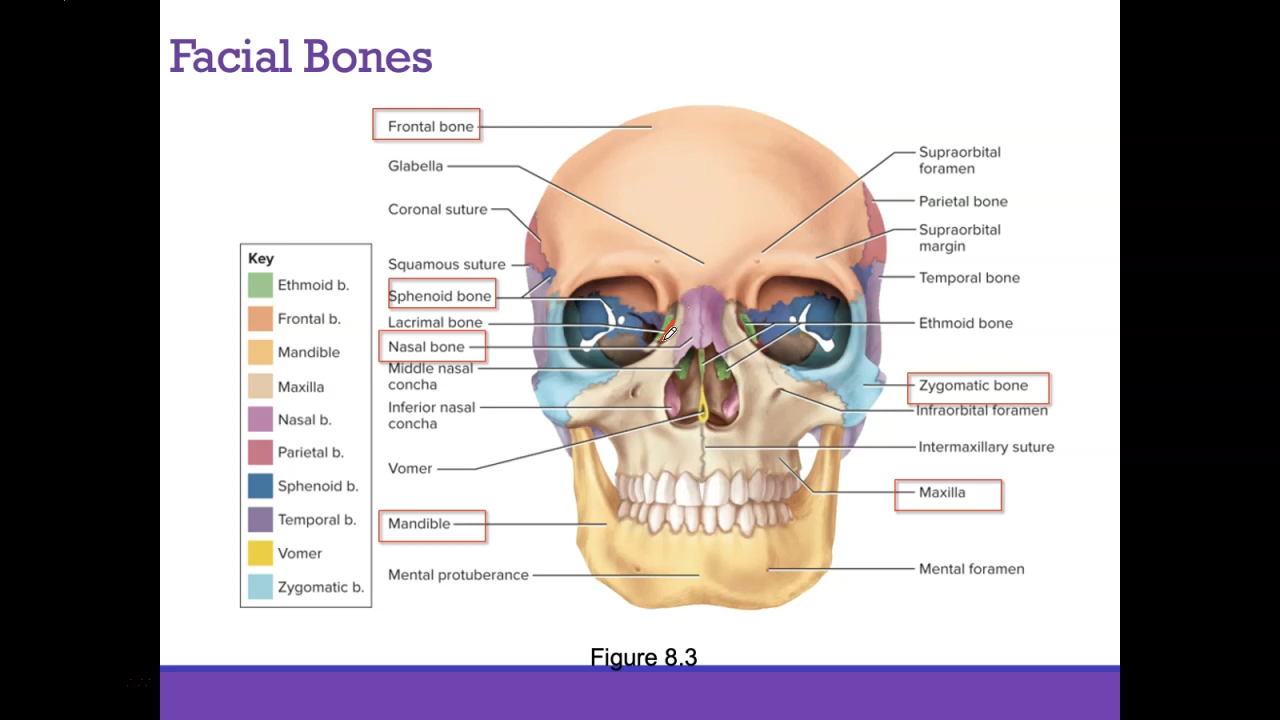 Facial Bones
Frontal bone
Glabella
Coronal suture
Squamous suture
Sphenoid bone
Lacrimal bone
Nasal bone
Middle nasal
concha
Inferior nasal
concha
Vomer
Mandible
Mental protuberance
Supraorbital
foramen
Parietal bone
Supraorbital
margin
Temporal bone
Ethmoid bone
Zygomatic bone
Infraorbital foramen
Intermaxillary suture
Maxilla
Mental foramen
Key
Ethmoid b.
Frontal b.
Mandible
Maxilla
Nasal b.
Parietal b.
Sphenoid b.
Temporal b.
Vomer
Zygomatic b.
Figure 8.3